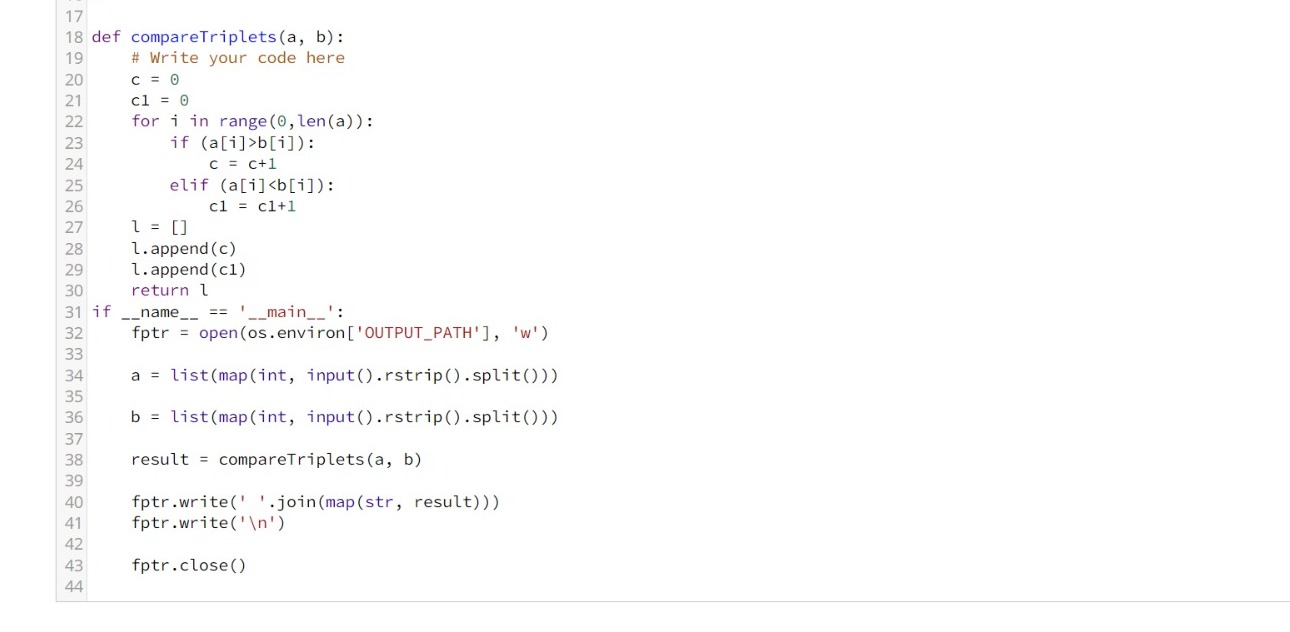 17
18 def compareTriplets(a, b):
19     # Write your code here
20     c = 0
21     c1 = 0
22     for i in range(0,len(a)):
23         if (a[i]>b[i]):
24             c = c+1
25         elif (a[i]<b[i]):
26             c1 = c1+1
27     l = []
28     l.append(c)
29     l.append(c1)
30     return l
31 if __name__ == '__main__':
32     fptr = open(os.environ['OUTPUT_PATH'], 'w')
33
34     a = list(map(int, input().rstrip().split()))
35
36     b = list(map(int, input().rstrip().split()))
37
38     result = compareTriplets(a, b)
39
40     fptr.write(' '.join(map(str, result)))
41     fptr.write('\n')
42
43     fptr.close()
44